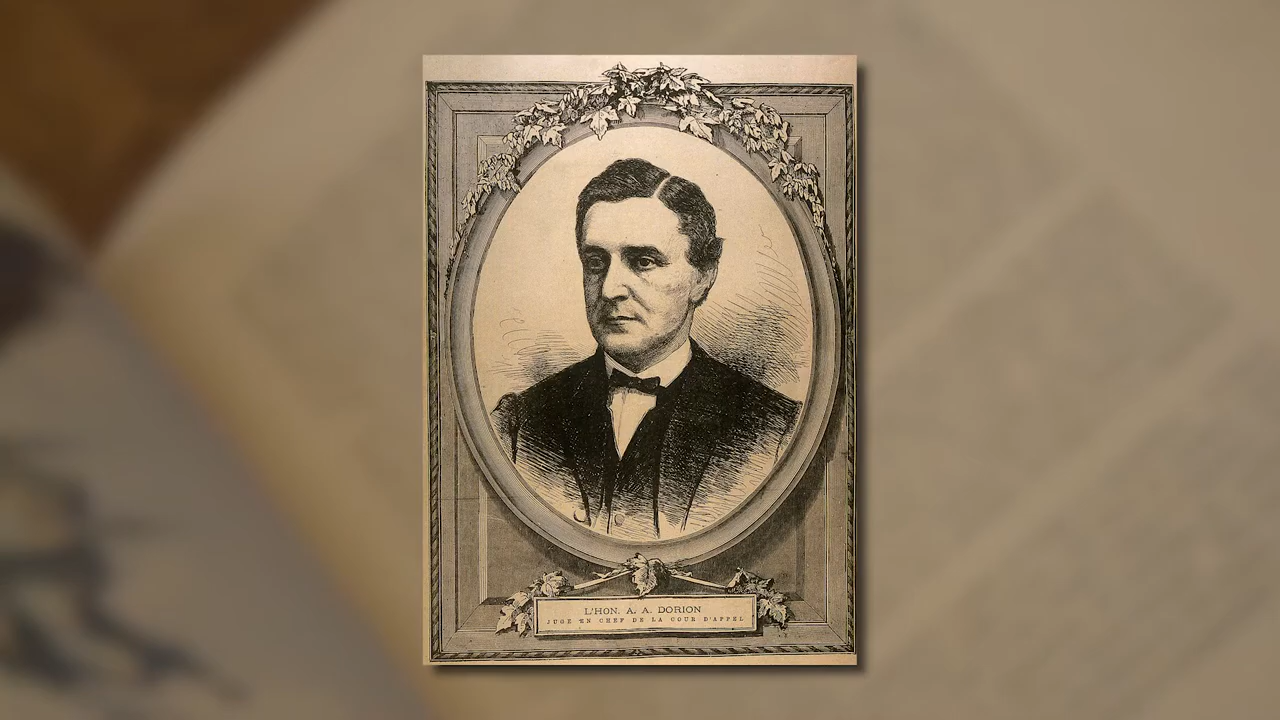 L'HON. A. A. DORION
JUGE EN CHEF DE LA COUR D'APPEL